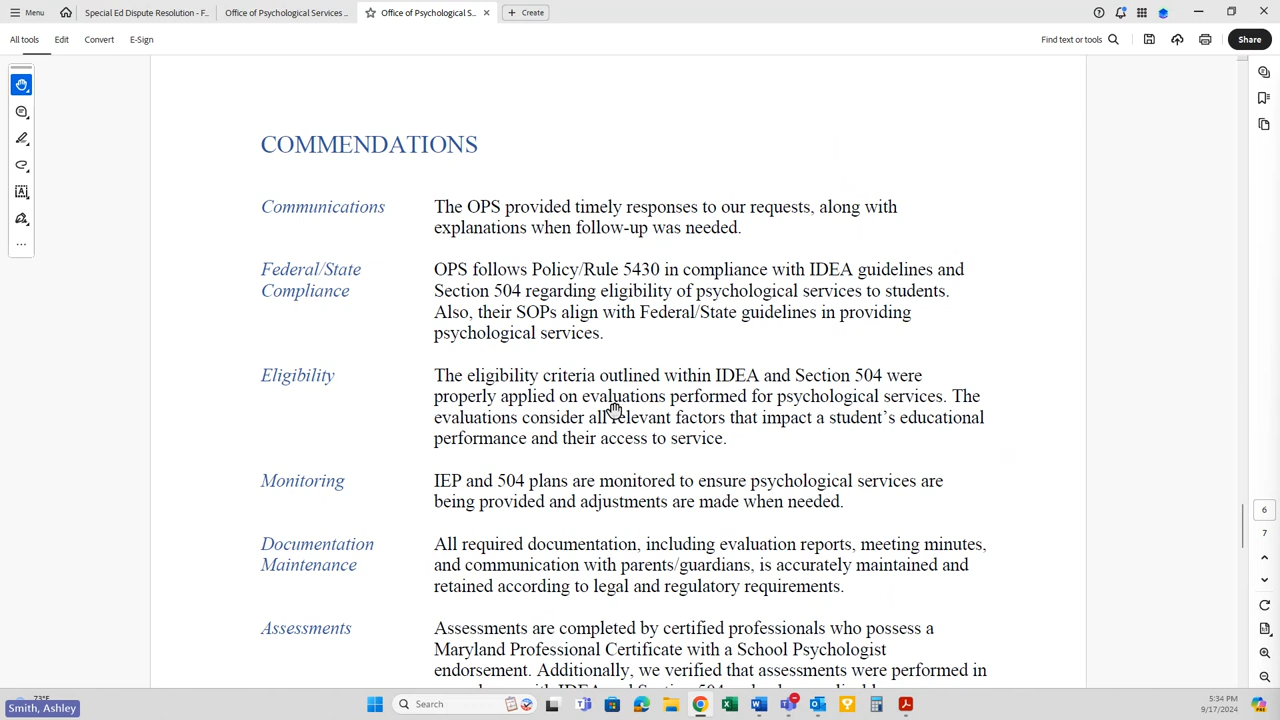 Menu
Special Ed Dispute Resolution - F...
Office of Psychological Services ...
Office of Psychological S...
Create
All tools
Edit
Convert
E-Sign
Find text or tools
Share
COMMENDATIONS
Communications
The OPS provided timely responses to our requests, along with
explanations when follow-up was needed.
Federal/State
Compliance
OPS follows Policy/Rule 5430 in compliance with IDEA guidelines and
Section 504 regarding eligibility of psychological services to students.
Also, their SOPs align with Federal/State guidelines in providing
psychological services.
Eligibility
The eligibility criteria outlined within IDEA and Section 504 were
properly applied on evaluations performed for psychological services. The
evaluations consider all relevant factors that impact a student's educational
performance and their access to service.
Monitoring
IEP and 504 plans are monitored to ensure psychological services are
being provided and adjustments are made when needed.
Documentation
Maintenance
All required documentation, including evaluation reports, meeting minutes,
and communication with parents/guardians, is accurately maintained and
retained according to legal and regulatory requirements.
Assessments
Assessments are completed by certified professionals who possess a
Maryland Professional Certificate with a School Psychologist
endorsement. Additionally, we verified that assessments were performed in
6
7
73°F
Smith, Ashley
Search
5:34 PM
9/17/2024